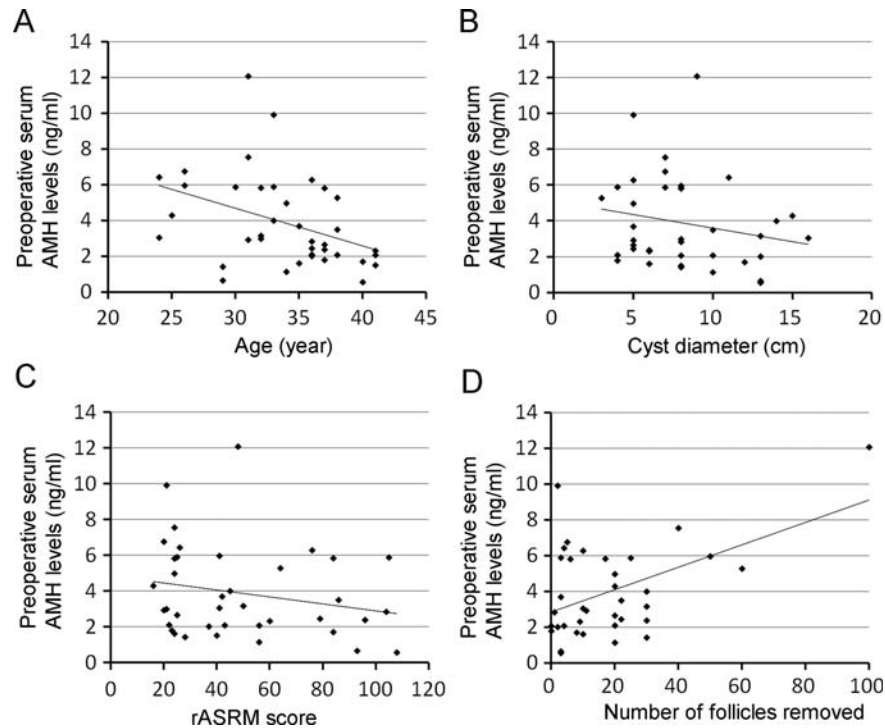 A
B
Preoperative serum
AMH levels (ng/ml)
14
12
10
8
6
4
2
0
20 25 30 35 40 45
Age (year)
Preoperative serum
AMH levels (ng/ml)
14
12
10
8
6
4
2
0
0 5 10 15 20
Cyst diameter (cm)
C
D
Preoperative serum
AMH levels (ng/ml)
14
12
10
8
6
4
2
0
0 20 40 60 80 100 120
rASRM score
Preoperative serum
AMH levels (ng/ml)
14
12
10
8
6
4
2
0
0 20 40 60 80 100
Number of follicles removed